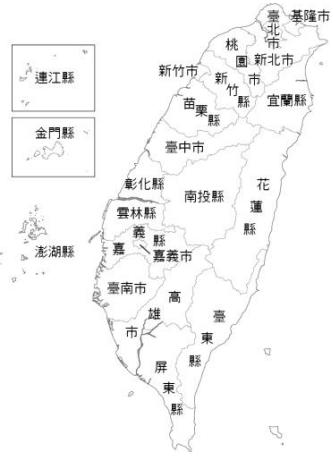 臺北市
基隆市
桃園市
新北市
連江縣
新竹市
新竹縣
宜蘭縣
苗栗縣
金門縣
臺中市
彰化縣
南投縣
花蓮縣
雲林縣
澎湖縣
嘉義縣
嘉義市
臺南市
高雄市
臺東縣
屏東縣